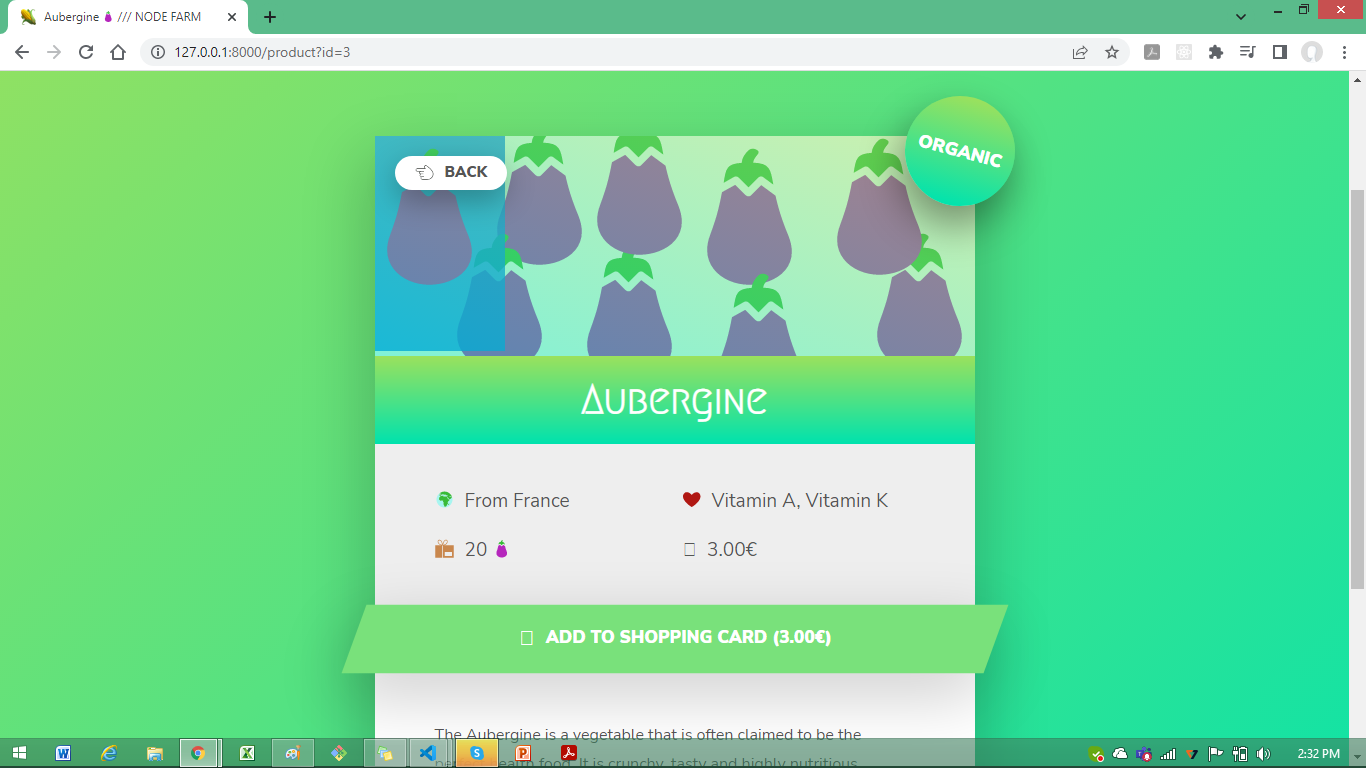 Aubergine 🍆 /// NODE FARM
127.0.0.1:8000/product?id=3
ORGANIC
BACK
Aubergine
From France
Vitamin A, Vitamin K
20 🍆
3.00€
ADD TO SHOPPING CARD (3.00€)
The Aubergine is a vegetable that is often claimed to be the
health food. It is crunchy, tasty and highly nutritious
2:32 PM